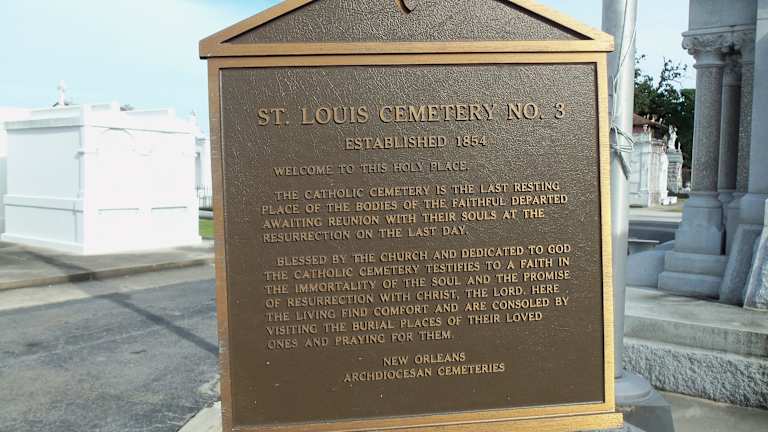 ST. LOUIS CEMETERY NO. 3
ESTABLISHED 1854
WELCOME TO THIS HOLY PLACE.
THE CATHOLIC CEMETERY IS THE LAST RESTING
PLACE OF THE BODIES OF THE FAITHFUL DEPARTED
AWAITING REUNION WITH THEIR SOULS AT THE
RESURRECTION ON THE LAST DAY.
BLESSED BY THE CHURCH AND DEDICATED TO GOD
THE CATHOLIC CEMETERY TESTIFIES TO A FAITH IN
THE IMMORTALITY OF THE SOUL AND THE PROMISE
OF RESURRECTION WITH CHRIST, THE LORD. HERE
THE LIVING FIND COMFORT AND ARE CONSOLED BY
VISITING THE BURIAL PLACES OF THEIR LOVED
ONES AND PRAYING FOR THEM.
NEW ORLEANS
ARCHDIOCESAN CEMETERIES